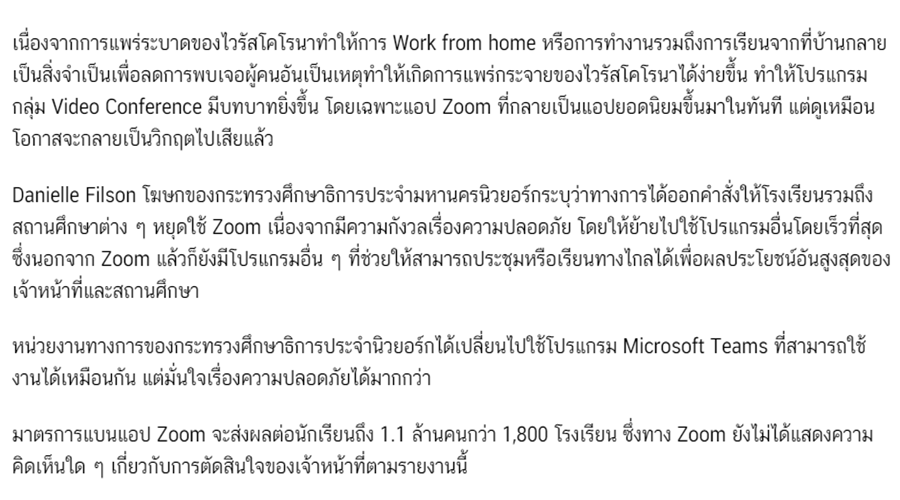 เนื่องจากการแพร่ระบาดของไวรัสโคโรนาทำให้การ Work from home หรือการทำงานรวมถึงการเรียนจากที่บ้านกลาย
เป็นสิ่งจำเป็นเพื่อลดการพบเจอผู้คนอันเป็นเหตุทำให้เกิดการแพร่กระจายของไวรัสโคโรนาได้ง่ายขึ้น ทำให้โปรแกรม
กลุ่ม Video Conference มีบทบาทยิ่งขึ้น โดยเฉพาะแอป Zoom ที่กลายเป็นแอปยอดนิยมขึ้นมาในทันที แต่ดูเหมือน
โอกาสจะกลายเป็นวิกฤตไปเสียแล้ว
Danielle Filson โฆษกของกระทรวงศึกษาธิการประจำมหานครนิวยอร์กระบุว่าทางการได้ออกคำสั่งให้โรงเรียนรวมถึง
สถานศึกษาต่าง ๆ หยุดใช้ Zoom เนื่องจากมีความกังวลเรื่องความปลอดภัย โดยให้ย้ายไปใช้โปรแกรมอื่นโดยเร็วที่สุด
ซึ่งนอกจาก Zoom แล้วก็ยังมีโปรแกรมอื่น ๆ ที่ช่วยให้สามารถประชุมหรือเรียนทางไกลได้เพื่อผลประโยชน์อันสูงสุดของ
เจ้าหน้าที่และสถานศึกษา
หน่วยงานทางการของกระทรวงศึกษาธิการประจำนิวยอร์กได้เปลี่ยนไปใช้โปรแกรม Microsoft Teams ที่สามารถใช้
งานได้เหมือนกัน แต่มั่นใจเรื่องความปลอดภัยได้มากกว่า
มาตรการแบนแอป Zoom จะส่งผลต่อนักเรียนถึง 1.1 ล้านคนกว่า 1,800 โรงเรียน ซึ่งทาง Zoom ยังไม่ได้แสดงความ
คิดเห็นใด ๆ เกี่ยวกับการตัดสินใจของเจ้าหน้าที่ตามรายงานนี้